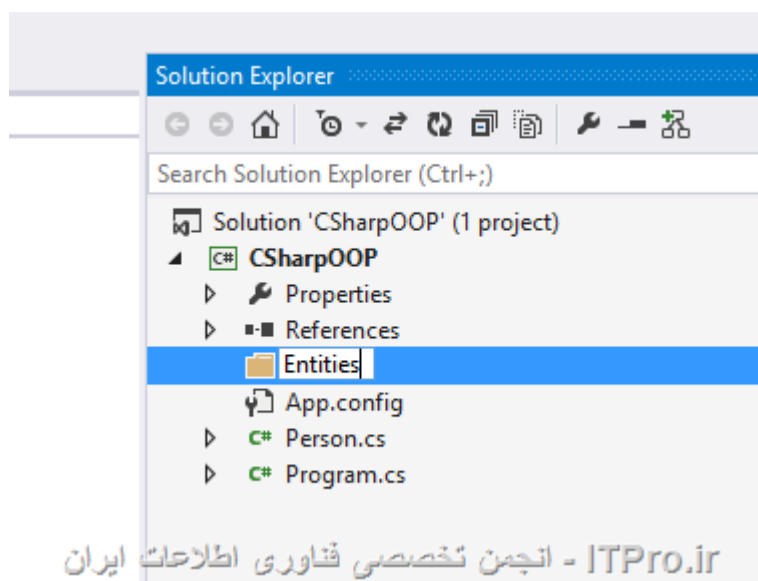 Solution Explorer
Search Solution Explorer (Ctrl+;)
Solution 'CSharpOOP' (1 project)
C# CSharpOOP
Properties
References
Entities
App.config
C# Person.cs
C# Program.cs
ITPro.ir - انجمن تخصصی فناوری اطلاعات ایران